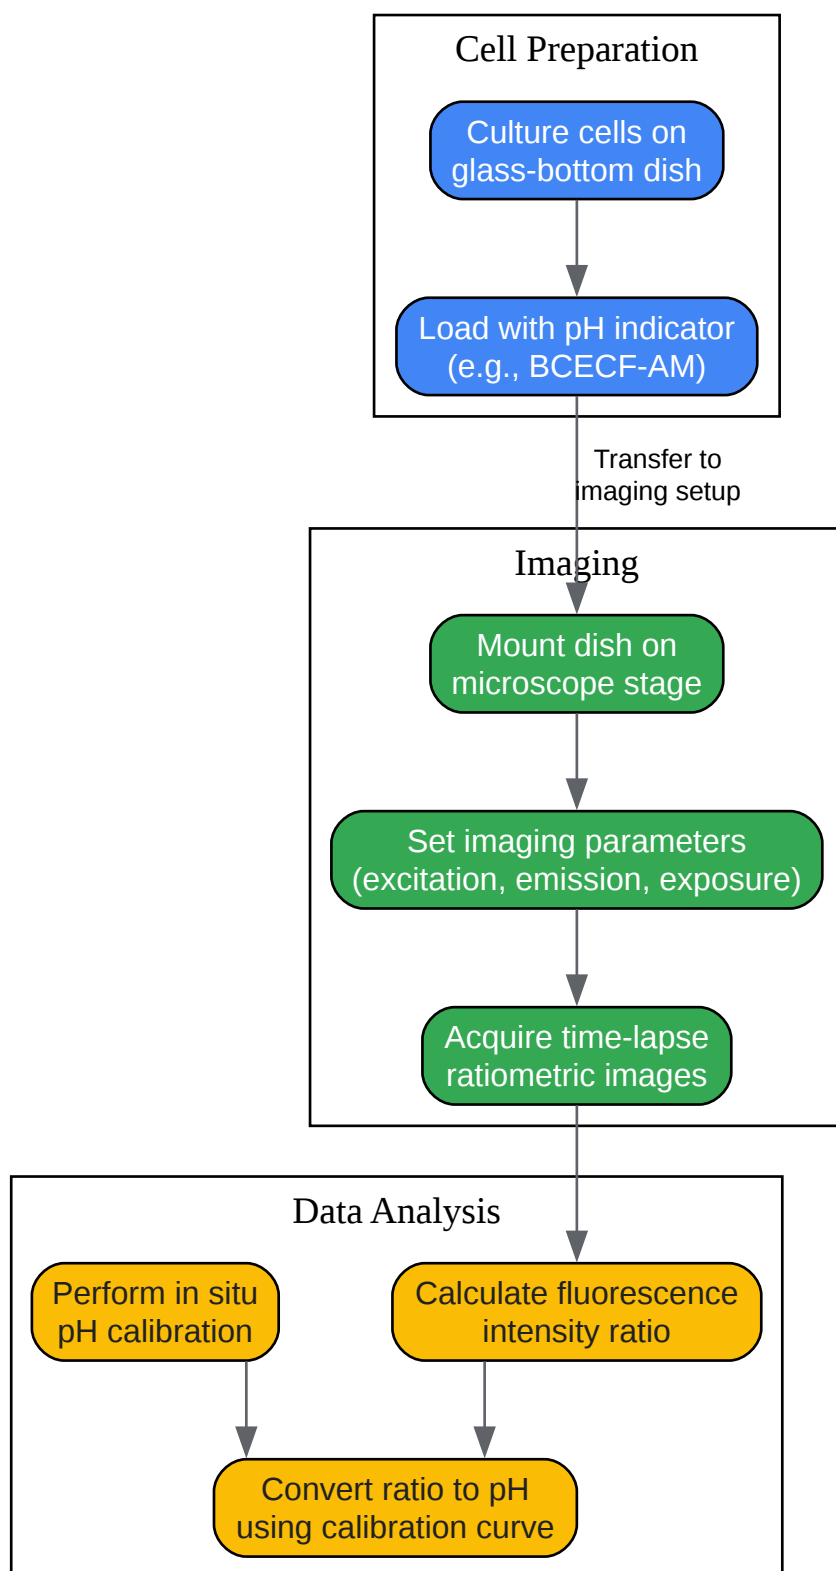 Cell Preparation
Culture cells on
glass-bottom dish
Load with pH indicator
(e.g., BCECF-AM)
Transfer to
imaging setup
Imaging
Mount dish on
microscope stage
Set imaging parameters
(excitation, emission, exposure)
Acquire time-lapse
ratiometric images
Data Analysis
Perform in situ
pH calibration
Calculate fluorescence
intensity ratio
Convert ratio to pH
using calibration curve